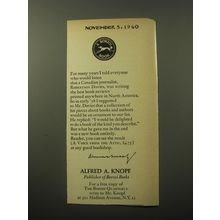 NOVEMBER 5, 1960
BORZOI
BOOKS
For many years I told everyone
who would listen
that a Canadian journalist,
ROBERTSON DAVIES, was writing
the best book reviews
printed anywhere in North America.
So in early '58 I suggested
to Mr. Davies that a collection of
his pieces about books and authors
would be an ornament to our list.
He replied: "I would be delighted
to do a book of the kind you describe."
But what he gave me in the end
was a new book entirely.
Reader, you can see the result
(A VOICE FROM THE ATTIC, $4.75)
at any good bookshop.
ALFRED A. KNOPF
Publisher of Borzoi Books
For a free copy of
THE BORZOI QUARTERLY
write to Mr. Knopf
at 501 Madison Avenue, N.Y. 22